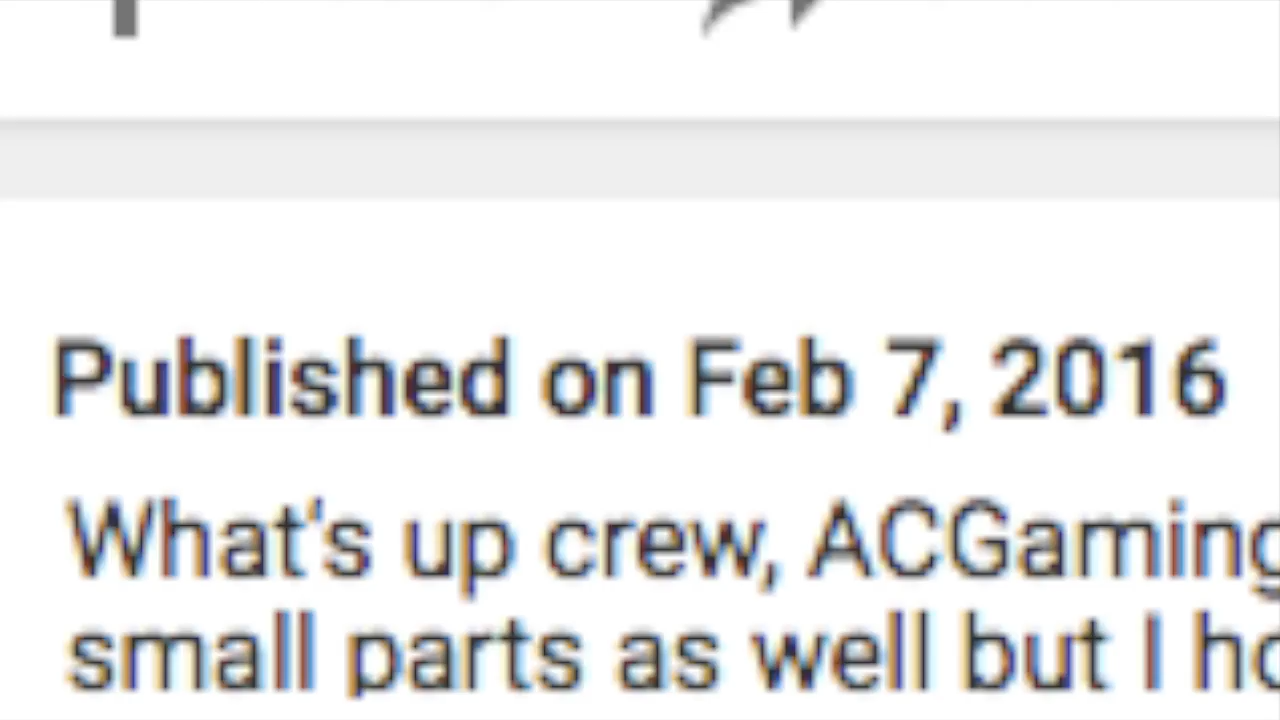 Published on Feb 7, 2016
What's up crew, ACGaming
small parts as well but I